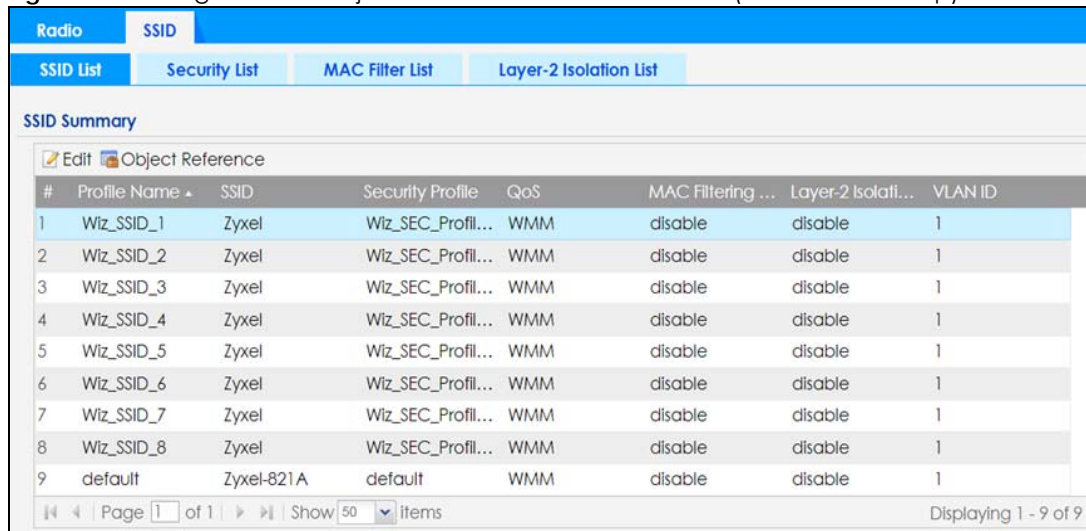 Radio SSID
SSID List Security List MAC Filter List Layer-2 Isolation List
SSID Summary
Edit Object Reference
# Profile Name SSID Security Profile QoS MAC Filtering ... Layer-2 Isolati... VLAN ID
1 Wiz_SSID_1 Zyxel Wiz_SEC_Profil... WMM disable disable 1
2 Wiz_SSID_2 Zyxel Wiz_SEC_Profil... WMM disable disable 1
3 Wiz_SSID_3 Zyxel Wiz_SEC_Profil... WMM disable disable 1
4 Wiz_SSID_4 Zyxel Wiz_SEC_Profil... WMM disable disable 1
5 Wiz_SSID_5 Zyxel Wiz_SEC_Profil... WMM disable disable 1
6 Wiz_SSID_6 Zyxel Wiz_SEC_Profil... WMM disable disable 1
7 Wiz_SSID_7 Zyxel Wiz_SEC_Profil... WMM disable disable 1
8 Wiz_SSID_8 Zyxel Wiz_SEC_Profil... WMM disable disable 1
9 default Zyxel-821A default WMM disable disable 1
Page 1 of 1 Show 50 items Displaying 1 - 9 of 9